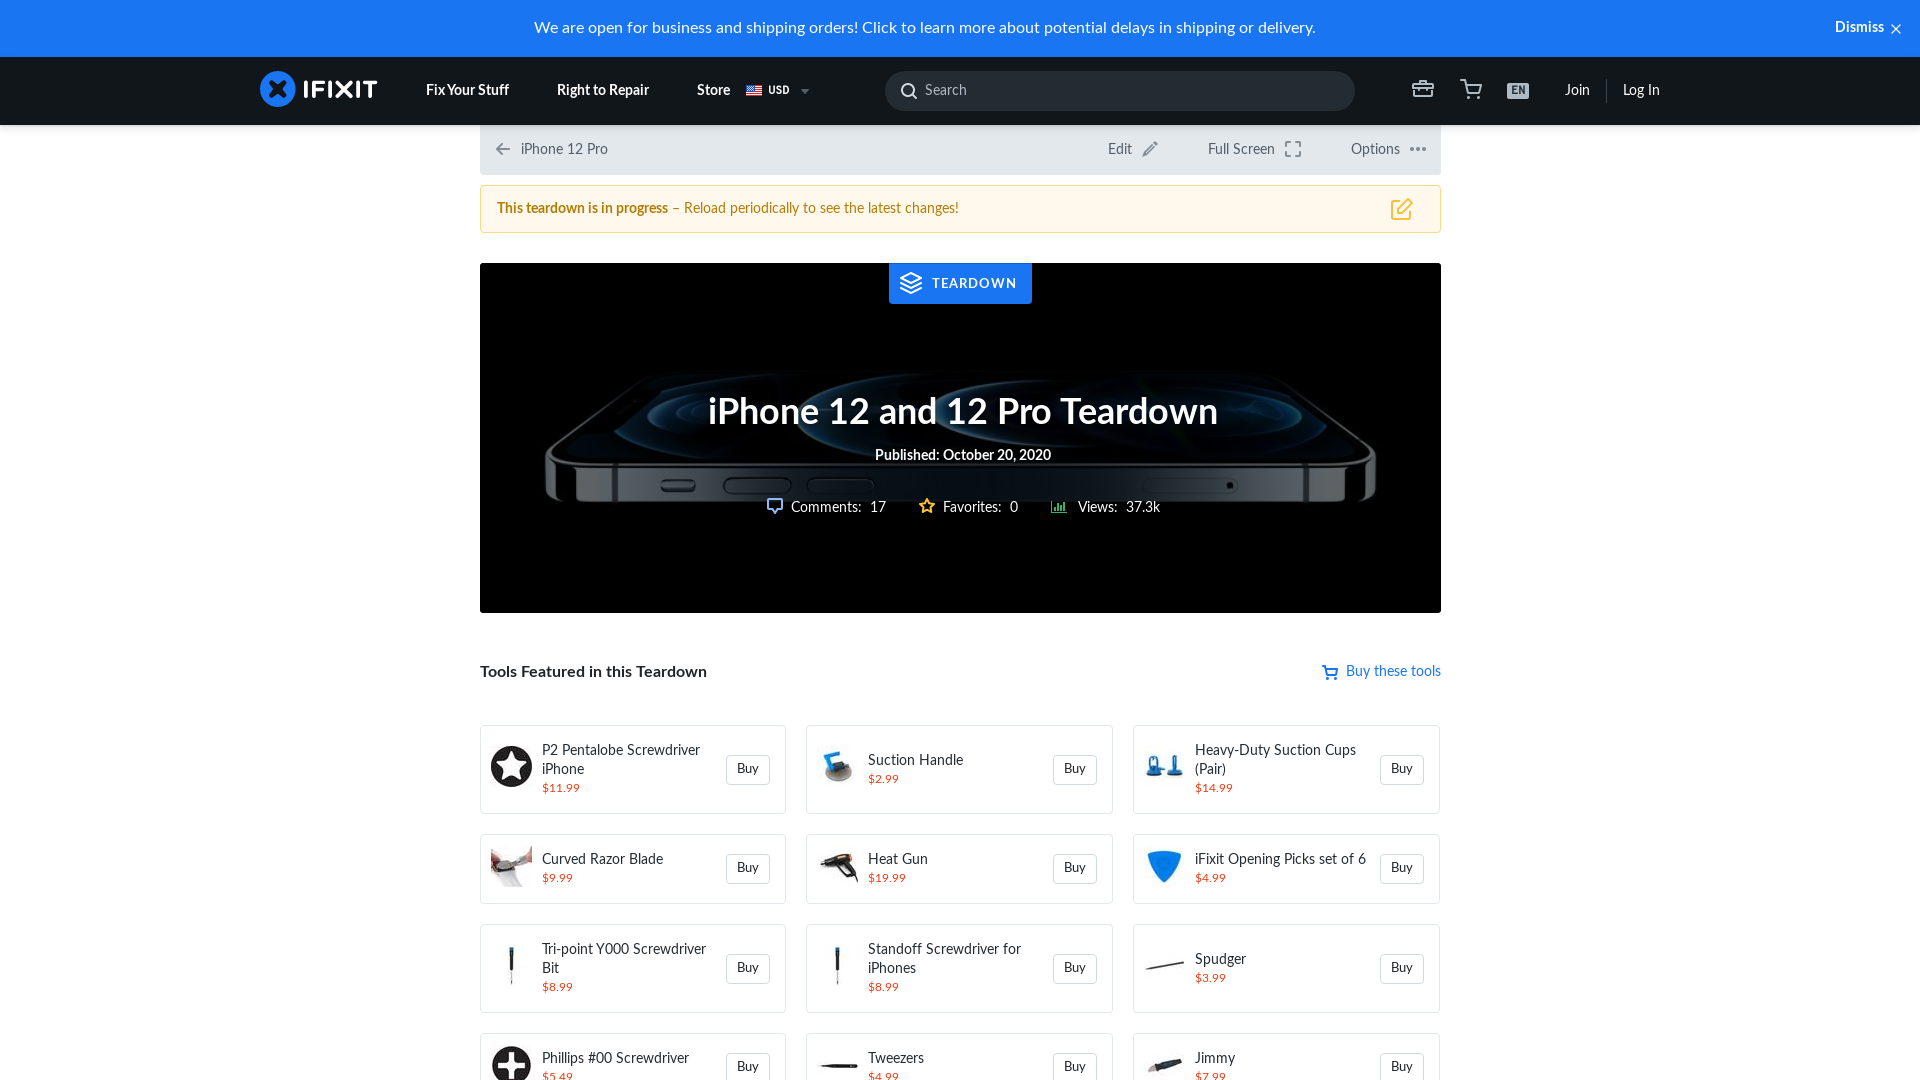 We are open for business and shipping orders! Click to learn more about potential delays in shipping or delivery.
Dismiss
IFIXIT
Fix Your Stuff
Right to Repair
Store
USD
Search
EN
Join
Log In
iPhone 12 Pro
Edit
Full Screen
Options
This teardown is in progress – Reload periodically to see the latest changes!
TEARDOWN
iPhone 12 and 12 Pro Teardown
Published: October 20, 2020
Comments: 17
Favorites: 0
Views: 37.3k
Tools Featured in this Teardown
Buy these tools
P2 Pentalobe Screwdriver
iPhone
$11.99
Buy
Suction Handle
$2.99
Buy
Heavy-Duty Suction Cups
(Pair)
$14.99
Buy
Curved Razor Blade
$9.99
Buy
Heat Gun
$19.99
Buy
iFixit Opening Picks set of 6
$4.99
Buy
Tri-point Y000 Screwdriver
Bit
$8.99
Buy
Standoff Screwdriver for
iPhones
$8.99
Buy
Spudger
$3.99
Buy
Phillips #00 Screwdriver
$5.49
Buy
Tweezers
$4.99
Buy
Jimmy
$7.99
Buy